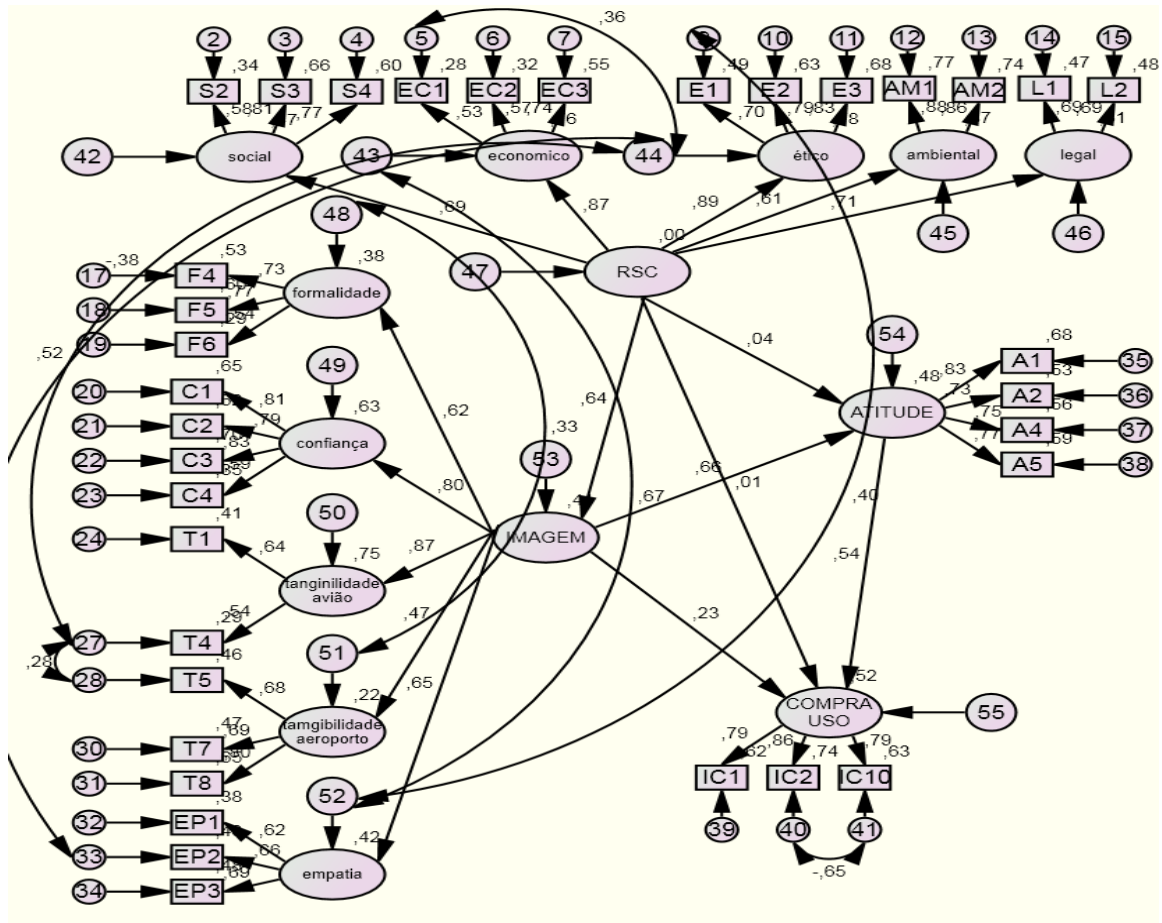 ,36
2 3 4 5 6 7 10 11 12 13 14 15
,34 ,66 ,60 ,28 ,32 ,55 ,49 ,63 ,68 ,77 ,74 ,47 ,48
S2 S3 S4 EC1 EC2 EC3 E1 E2 E3 AM1 AM2 L1 L2
,77 ,53 ,70 ,69
42 social 43 economico 44 ético ambiental legal
,69 ,87 ,89 ,61 ,71
45 46
48 ,00
47 RSC
-,38 ,53 ,38
17 F4 ,73 formalidade
18 F5
19 F6
,04
54
,52
49 ,68
,65 ,64 ,48 ,83 A1 35
20 C1 ,81 ,63 ,62 ,33 ,73 A2 36
21 C2 ,79 confiança ATITUDE ,75 A4 37
22 C3 ,83 53 ,77 A5 38
23 C4 ,80 ,66
,41 50 ,67 ,01 ,40
24 T1 ,64 ,75 ,87 IMAGEM
tanginilidade
avião
,54
,54 ,47 ,23
27 T4 51
,28 ,46
28 T5 ,68 ,22 ,65
,52
tamgibilidade
aeroporto
COMPRA
USO
55
,47
30 T7
31 T8
,79 ,86 ,74 ,79 ,63
52 IC1 IC2 IC10
,38
32 EP1 ,62 ,42 39 40 41
33 EP2 ,66
empatia
-,65
34 EP3 ,69